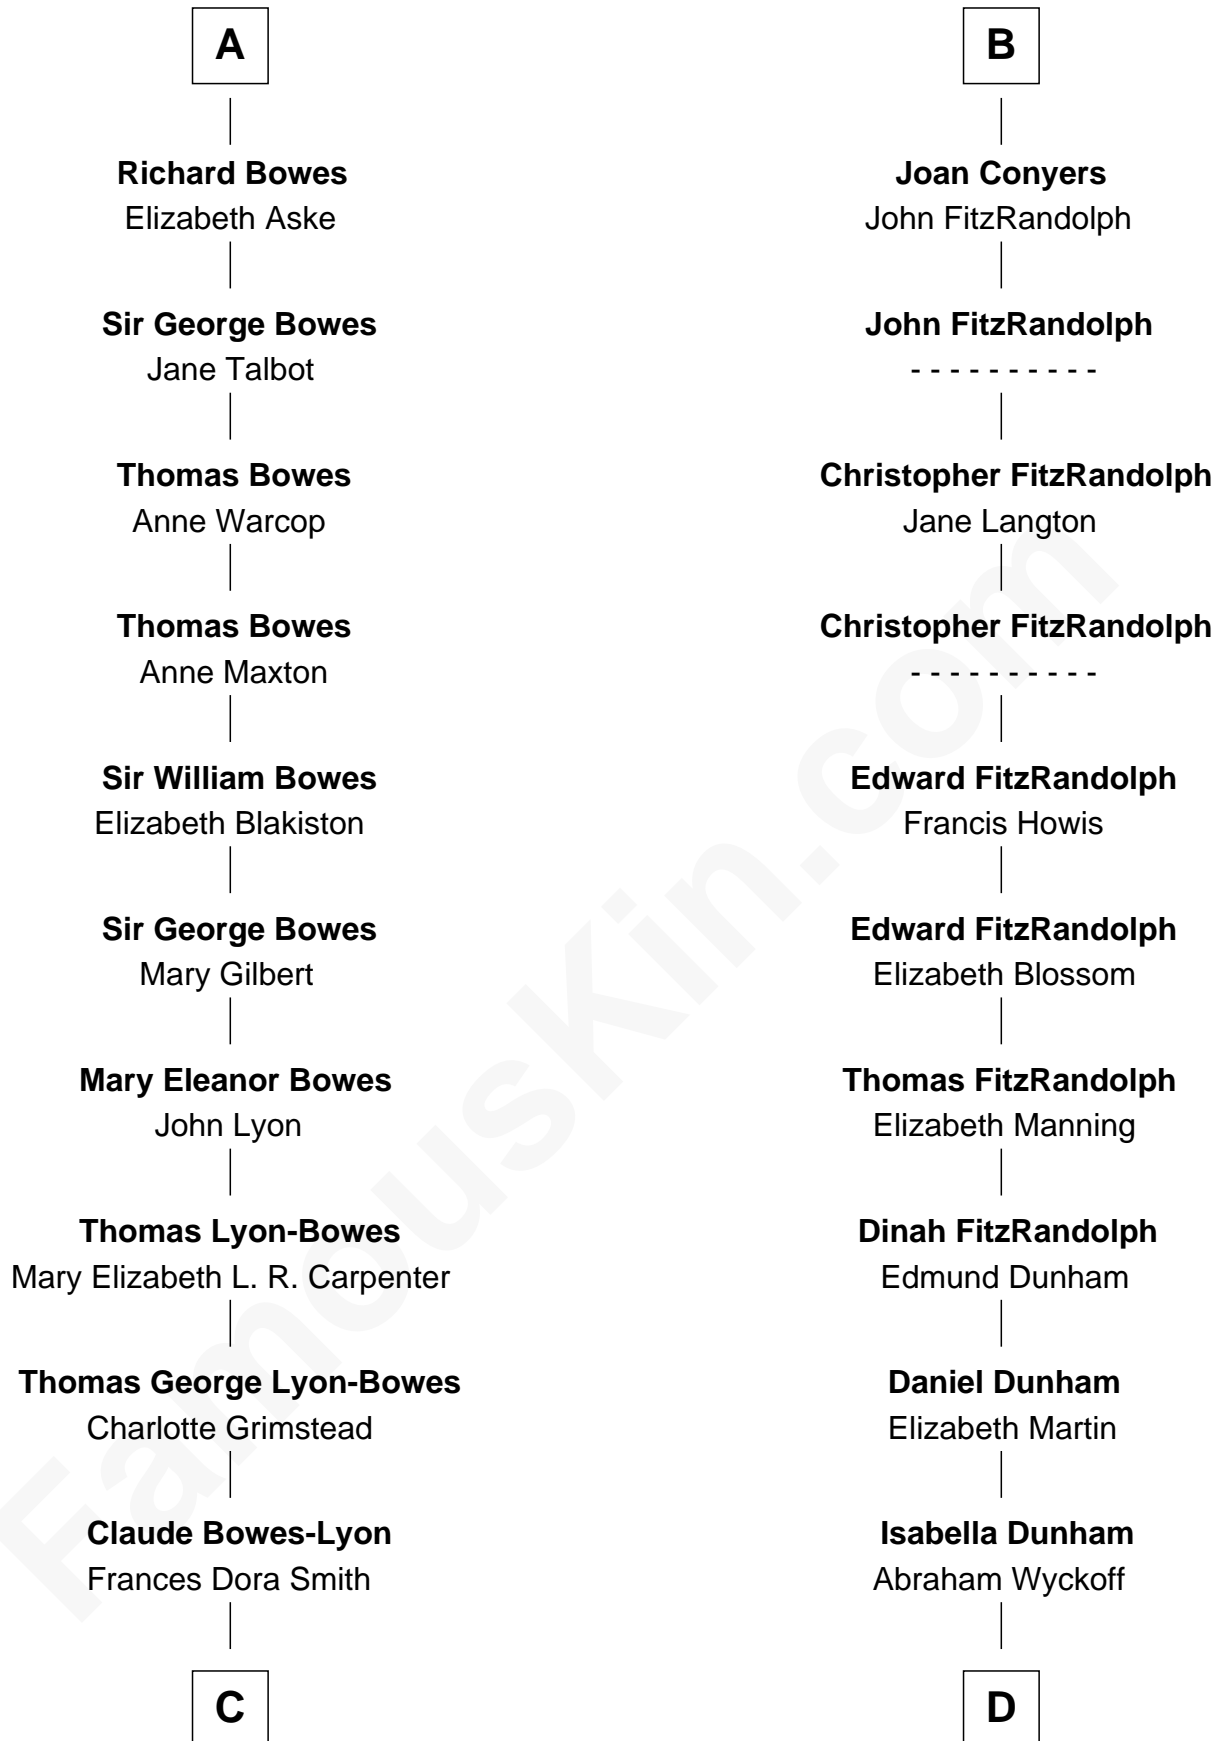 A
Richard Bowes
Elizabeth Aske
Sir George Bowes
Jane Talbot
Thomas Bowes
Anne Warcop
Thomas Bowes
Anne Maxton
Sir William Bowes
Elizabeth Blakiston
Sir George Bowes
Mary Gilbert
Mary Eleanor Bowes
John Lyon
Thomas Lyon-Bowes
Mary Elizabeth L. R. Carpenter
Thomas George Lyon-Bowes
Charlotte Grimstead
Claude Bowes-Lyon
Frances Dora Smith
C
B
Joan Conyers
John FitzRandolph
John FitzRandolph
- - - - - - - - - -
Christopher FitzRandolph
Jane Langton
Christopher FitzRandolph
- - - - - - - - - -
Edward FitzRandolph
Francis Howis
Edward FitzRandolph
Elizabeth Blossom
Thomas FitzRandolph
Elizabeth Manning
Dinah FitzRandolph
Edmund Dunham
Daniel Dunham
Elizabeth Martin
Isabella Dunham
Abraham Wyckoff
D
FamousKin.com